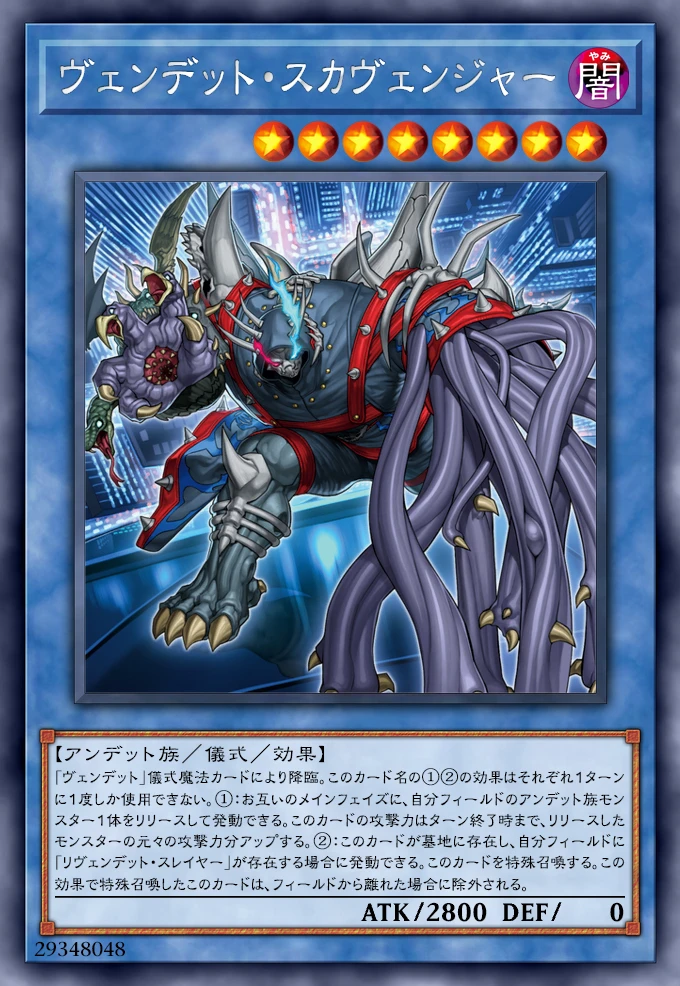 ヴェンデット・スカヴェンジャー
やみ
闇
【アンデット族／儀式／効果】
「ヴェンデット」儀式魔法カードにより降臨。このカード名の①②の効果はそれぞれ1ターン
に1度しか使用できない。①：お互いのメインフェイズに、自分フィールドのアンデット族モン
スター1体をリリースして発動できる。このカードの攻撃力はターン終了時まで、リリースした
モンスターの元々の攻撃力分アップする。②：このカードが墓地に存在し、自分フィールドに
「リヴェンデット・スレイヤー」が存在する場合に発動できる。このカードを特殊召喚する。この
効果で特殊召喚したこのカードは、フィールドから離れた場合に除外される。
ATK/2800 DEF/ 0
29348048